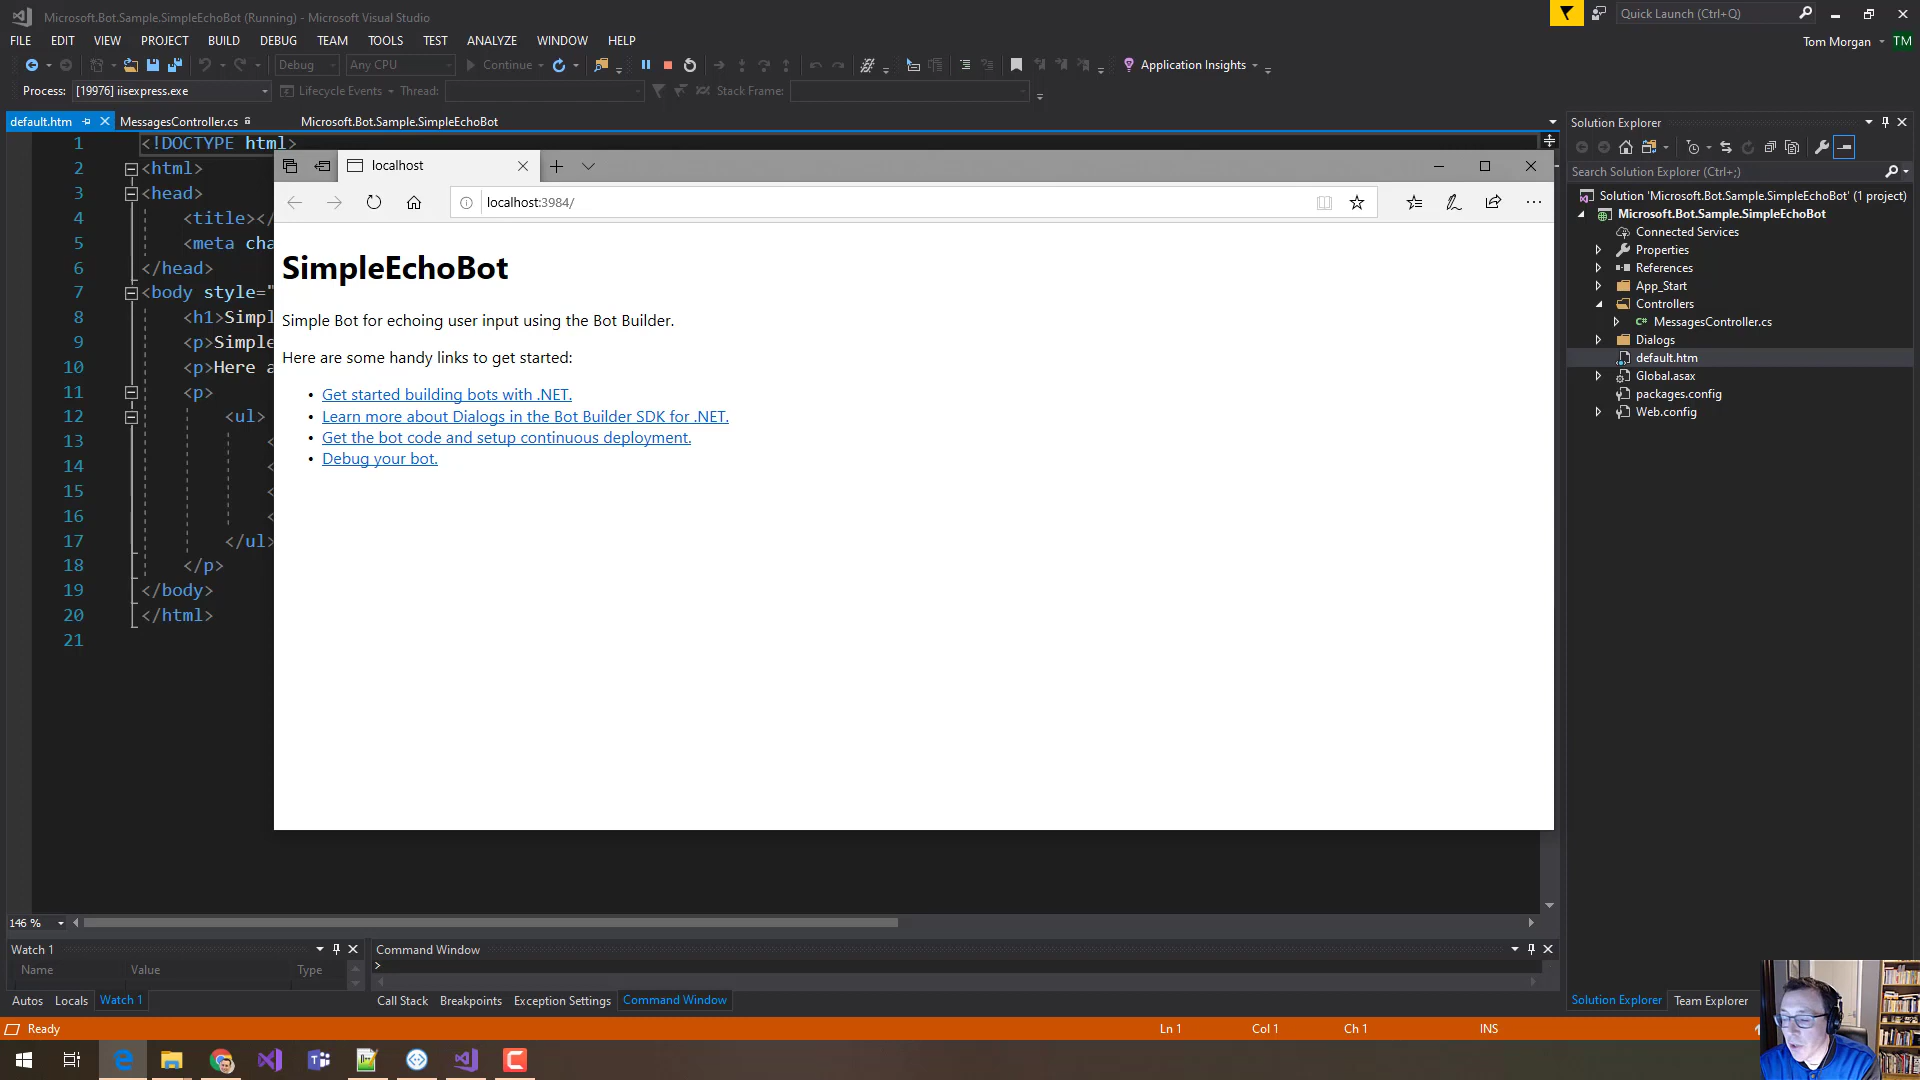 Microsoft.Bot.Sample.SimpleEchoBot (Running) - Microsoft Visual Studio
Quick Launch (Ctrl+Q)
FILE EDIT VIEW PROJECT BUILD DEBUG TEAM TOOLS TEST ANALYZE WINDOW HELP
Tom Morgan TM
Debug Any CPU Continue Application Insights
Process: [19976] iisexpress.exe Lifecycle Events Thread: Stack Frame:
default.htm MessagesController.cs Microsoft.Bot.Sample.SimpleEchoBot
1 <!DOCTYPE html>
2 <html>
3 <head>
4 <title></
5 <meta cha
6 </head>
7 <body style="
8 <h1>Simpl
9 <p>Simple
10 <p>Here a
11 <p>
12 <ul>
13 <
14 <
15 <
16 <
17 </ul>
18 </p>
19 </body>
20 </html>
21
localhost
localhost:3984/
SimpleEchoBot
Simple Bot for echoing user input using the Bot Builder.
Here are some handy links to get started:
• Get started building bots with .NET.
• Learn more about Dialogs in the Bot Builder SDK for .NET.
• Get the bot code and setup continuous deployment.
• Debug your bot.
Solution Explorer
Search Solution Explorer (Ctrl+;)
Solution 'Microsoft.Bot.Sample.SimpleEchoBot' (1 project)
Microsoft.Bot.Sample.SimpleEchoBot
Connected Services
Properties
References
App_Start
Controllers
C# MessagesController.cs
Dialogs
default.htm
Global.asax
packages.config
Web.config
146 %
Watch 1
Name Value Type
Autos Locals Watch 1
Command Window
>
Call Stack Breakpoints Exception Settings Command Window
Solution Explorer Team Explorer
Ready Ln 1 Col 1 Ch 1 INS